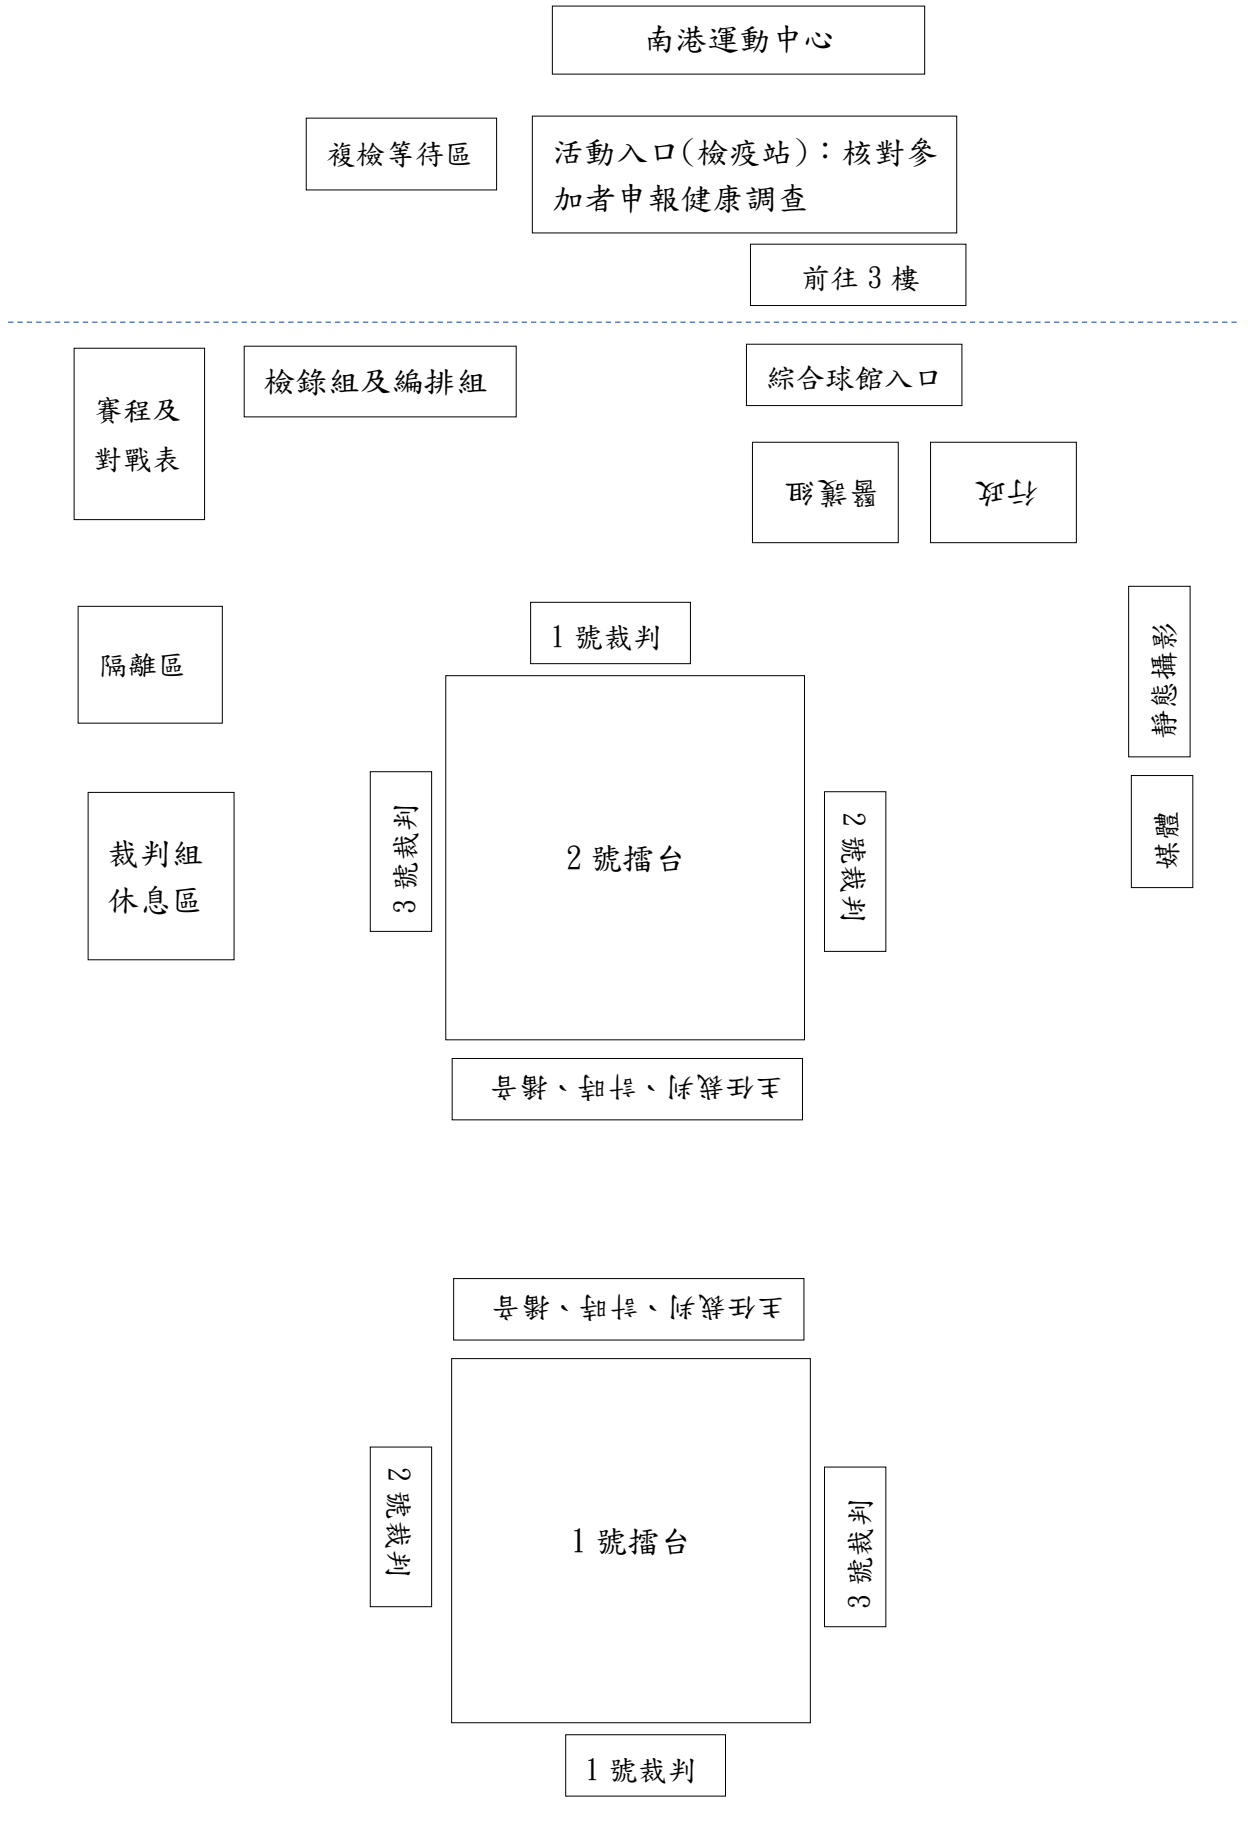 南港運動中心
複檢等待區
活動入口(檢疫站)：核對參
加者申報健康調查
前往 3 樓
賽程及
對戰表
檢錄組及編排組
綜合球館入口
醫護組
行政
隔離區
1 號裁判
靜態攝影
媒體
裁判組
休息區
3 號裁判
2 號擂台
2 號裁判
主任裁判、計時、播音
主任裁判、計時、播音
2 號裁判
1 號擂台
3 號裁判
1 號裁判